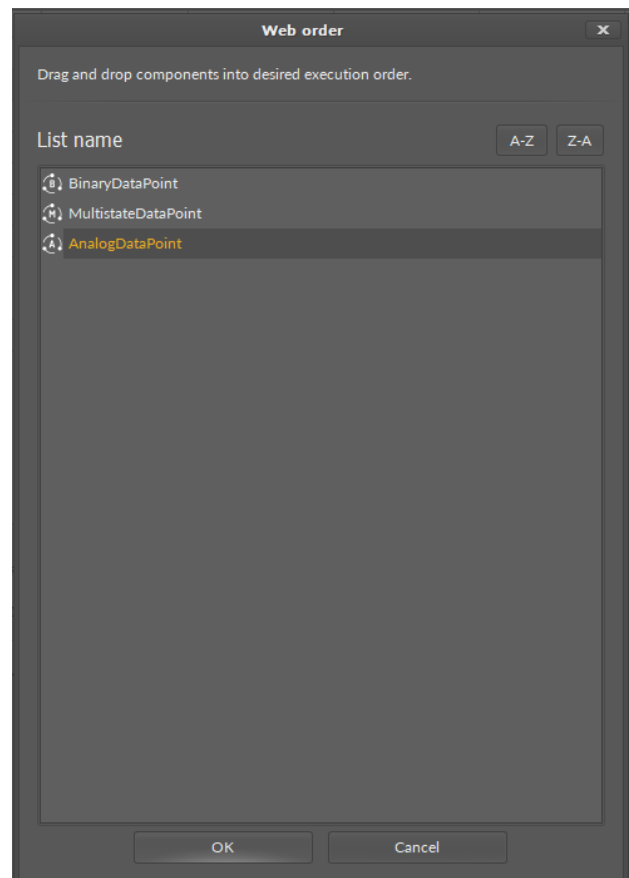 Web order
x
Drag and drop components into desired execution order.
List name
A-Z Z-A
B BinaryDataPoint
M MultistateDataPoint
A AnalogDataPoint
OK Cancel